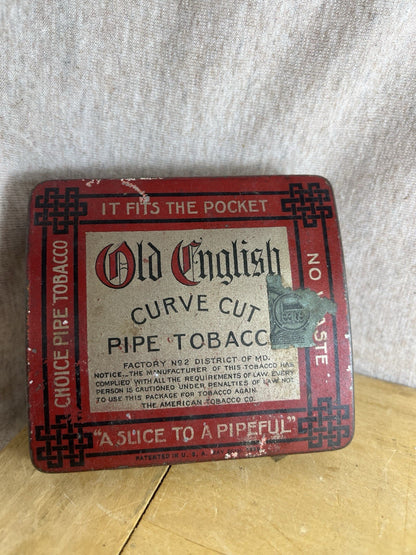 IT FITS THE POCKET
CHOICE PIPE TOBACCO
NO WASTE
Old English
CURVE CUT
PIPE TOBACC
FACTORY Nº2 DISTRICT OF MD.
NOTICE.. THE MANUFACTURER OF THIS TOBACCO HAS
COMPLIED WITH ALL THE REQUIREMENTS OF LAW. EVERY
PERSON IS CAUTIONED UNDER PENALTIES OF LAW, NOT
TO USE THIS PACKAGE FOR TOBACCO AGAIN.
THE AMERICAN TOBACCO CO.
"A SLICE TO A PIPEFUL"
PATENTED IN U.S.A.